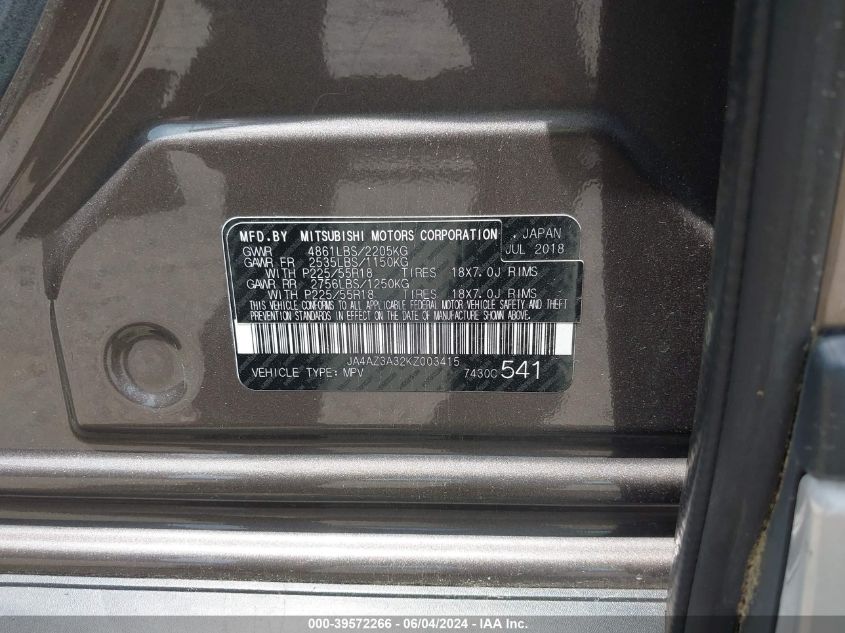 MFD.BY MITSUBISHI MOTORS CORPORATION , JAPAN
GVWR 4861LBS/2205KG JUL 2018
GAWR FR 2535LBS/1150KG
WITH P225/55R18 TIRES 18X7.0J RIMS
GAWR RR 2756LBS/1250KG
WITH P225/55R18 TIRES 18X7.0J RIMS
THIS VEHICLE CONFORMS TO ALL APPLICABLE FEDERAL MOTOR VEHICLE SAFETY AND THEFT
PREVENTION STANDARDS IN EFFECT ON THE DATE OF MANUFACTURE SHOWN ABOVE.
JA4AZ3A32KZ003415
VEHICLE TYPE: MPV 7430C 541
000-39572266 - 06/04/2024 - IAA Inc.